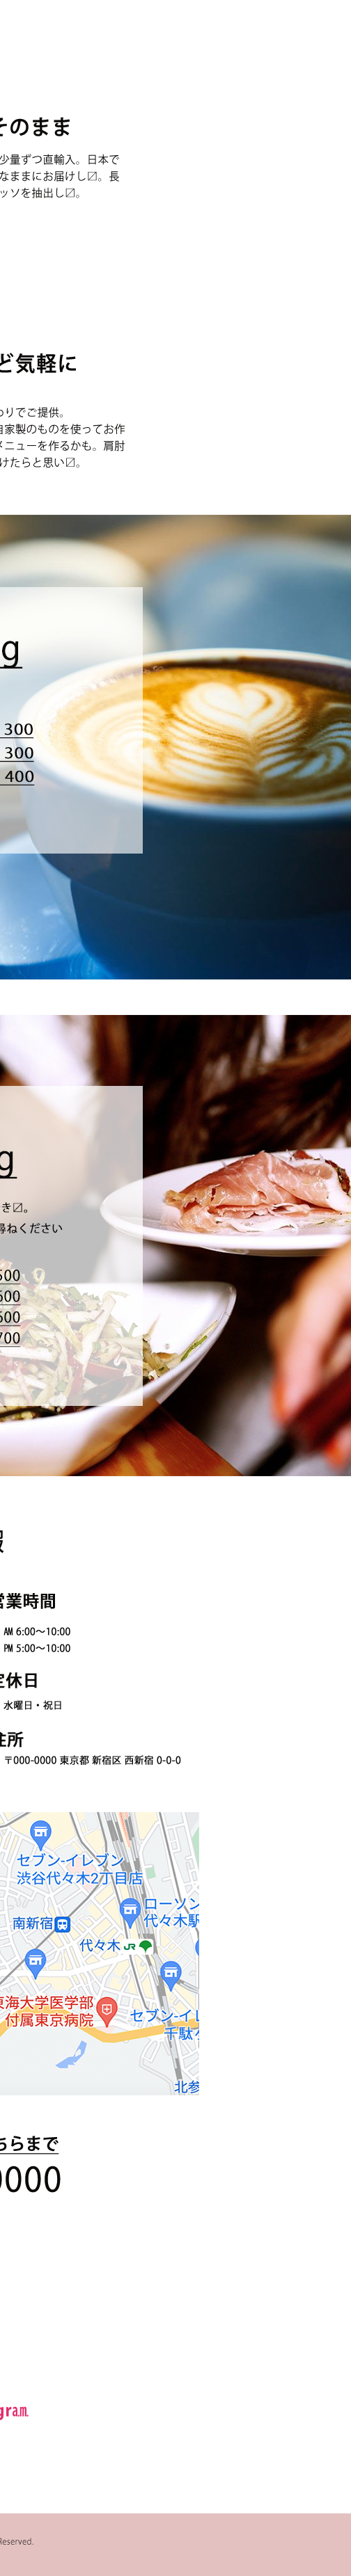 そのまま
少量ずつ直輸入。日本で
なままにお届けし〼。長
ッソを抽出し〼。
ど気軽に
わりでご提供。
自家製のものを使ってお作
メニューを作るかも。肩肘
けたらと思い〼。
g
300
300
400
g
き〼。
尋ねください
500
600
600
700
報
営業時間
AM 6:00〜10:00
PM 5:00〜10:00
定休日
水曜日・祝日
住所
〒000-0000 東京都 新宿区 西新宿 0-0-0
セブン-イレブン
渋谷代々木2丁目店
ローソン
代々木駅
南新宿
代々木 JR
東海大学医学部
付属東京病院
セブン-イレ
千駄ケ
北参
ちらまで
0000
gram
Reserved.